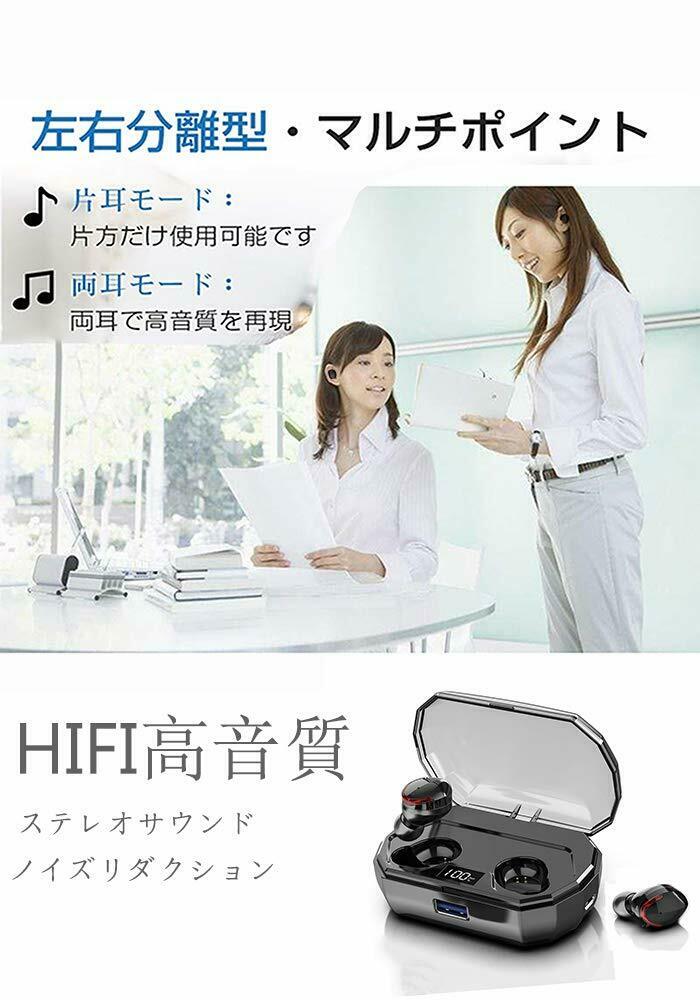 左右分離型・マルチポイント
片耳モード：
片方だけ使用可能です
両耳モード：
両耳で高音質を再現
HIFI高音質
ステレオサウンド
ノイズリダクション
100